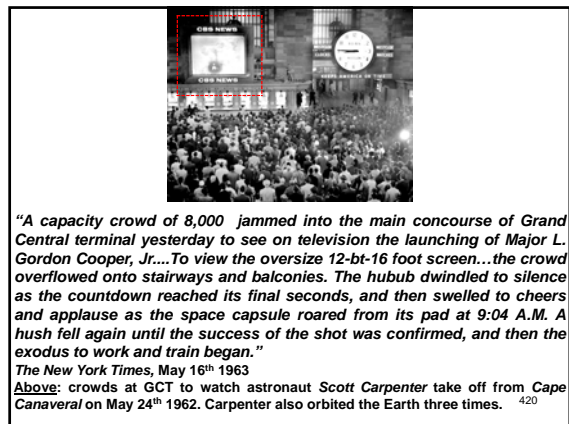 CBS NEWS
CBS NEWS
“A capacity crowd of 8,000 jammed into the main concourse of Grand
Central terminal yesterday to see on television the launching of Major L.
Gordon Cooper, Jr....To view the oversize 12-bt-16 foot screen…the crowd
overflowed onto stairways and balconies. The hubub dwindled to silence
as the countdown reached its final seconds, and then swelled to cheers
and applause as the space capsule roared from its pad at 9:04 A.M. A
hush fell again until the success of the shot was confirmed, and then the
exodus to work and train began.”
The New York Times, May 16th 1963
Above: crowds at GCT to watch astronaut Scott Carpenter take off from Cape
Canaveral on May 24th 1962. Carpenter also orbited the Earth three times. 420